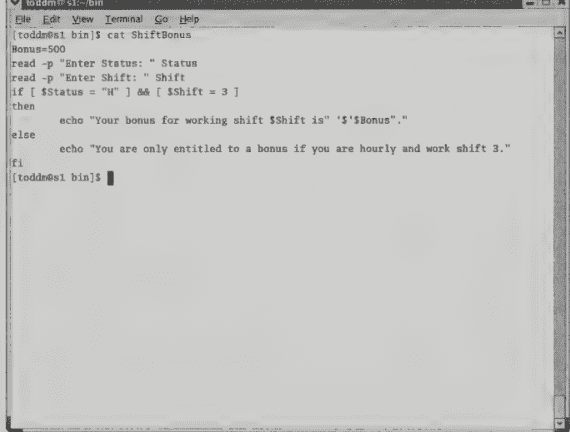 toddm@s1:~/bin
File Edit View Terminal Go Help
[toddm@s1 bin]$ cat ShiftBonus
Bonus=500
read -p "Enter Status: " Status
read -p "Enter Shift: " Shift
if [ $Status = "H" ] && [ $Shift = 3 ]
then
        echo "Your bonus for working shift $Shift is" '$'$Bonus"."
else
        echo "You are only entitled to a bonus if you are hourly and work shift 3."
fi
[toddm@s1 bin]$